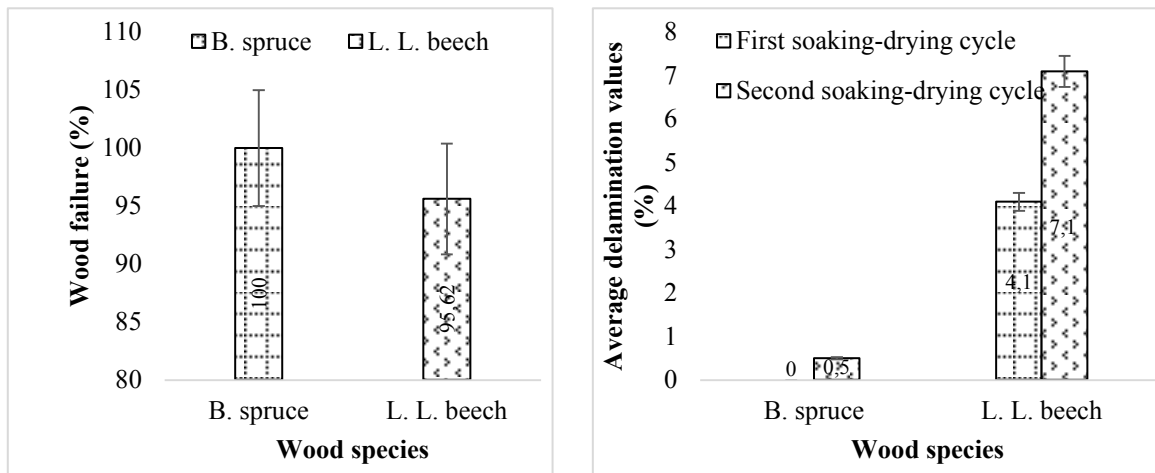 Wood failure (%)
110
105
100
95
90
85
80
B. spruce
L. L. beech
100
95,62
B. spruce
L. L. beech
Wood species
Average delamination values
(%)
8
7
6
5
4
3
2
1
0
First soaking-drying cycle
Second soaking-drying cycle
0
0,5
4,1
7,1
B. spruce
L. L. beech
Wood species